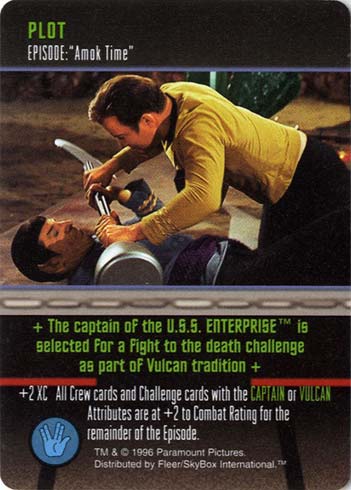 PLOT
EPISODE: "Amok Time"
+ The captain of the U.S.S. ENTERPRISE™ is
selected for a fight to the death challenge
as part of Vulcan tradition +
+2 XC All Crew cards and Challenge cards with the CAPTAIN or VULCAN
Attributes are at +2 to Combat Rating for the
remainder of the Episode.
TM & © 1996 Paramount Pictures.
Distributed by Fleer/SkyBox International.™